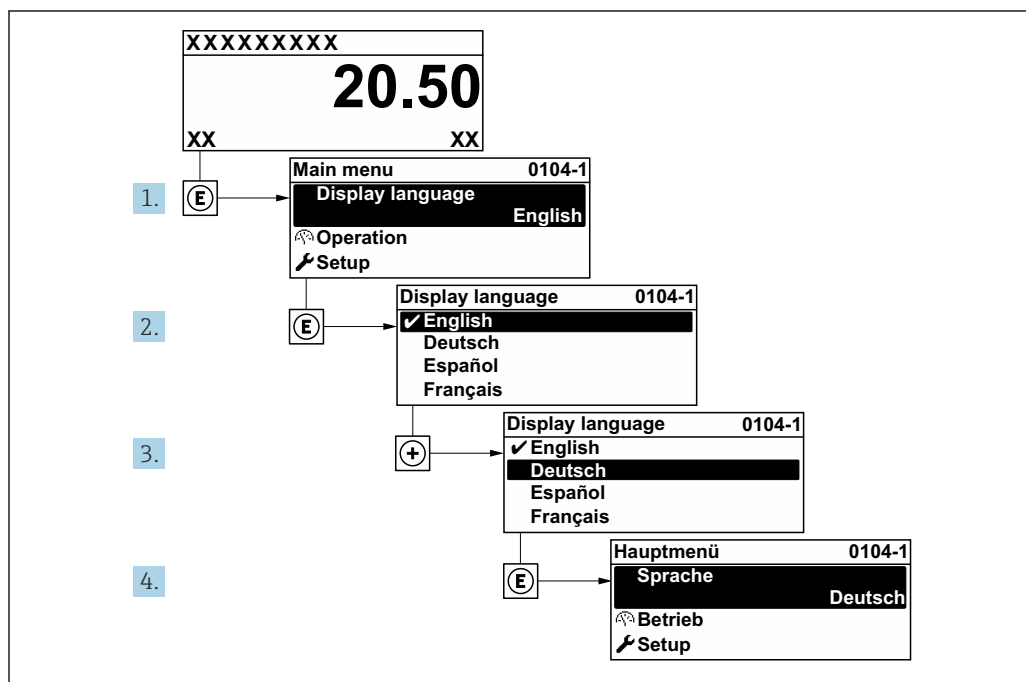 XXXXXXXXX
20.50
XX XX
1. E
Main menu 0104-1
Display language
English
Operation
Setup
2. E
Display language 0104-1
✔ English
Deutsch
Español
Français
3. +
Display language 0104-1
✔ English
Deutsch
Español
Français
4. E
Hauptmenü 0104-1
Sprache
Deutsch
Betrieb
Setup